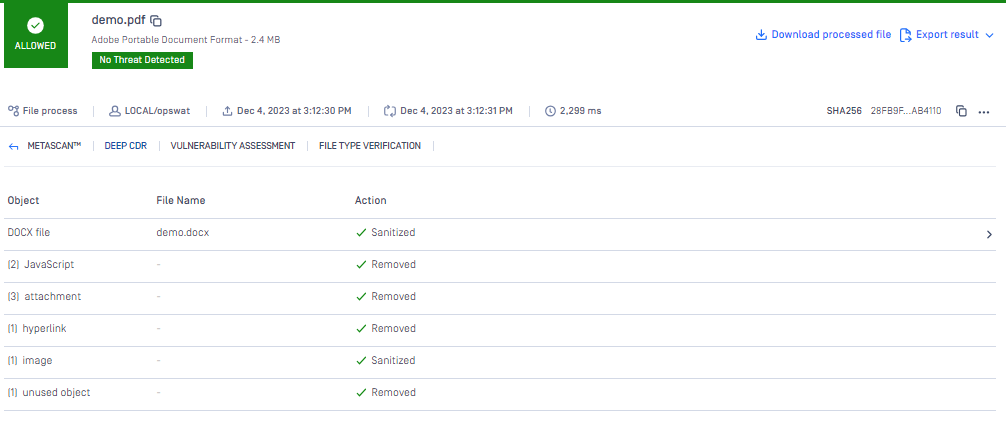 demo.pdf
ALLOWED
Adobe Portable Document Format - 2.4 MB
No Threat Detected
Download processed file Export result
File process LOCAL/opswat Dec 4, 2023 at 3:12:30 PM Dec 4, 2023 at 3:12:31 PM 2,299 ms SHA256 28FB9F...AB4110
METASCAN™ DEEP CDR VULNERABILITY ASSESSMENT FILE TYPE VERIFICATION
Object File Name Action
DOCX file demo.docx Sanitized
(2) JavaScript - Removed
(3) attachment - Removed
(1) hyperlink - Removed
(1) image - Sanitized
(1) unused object - Removed